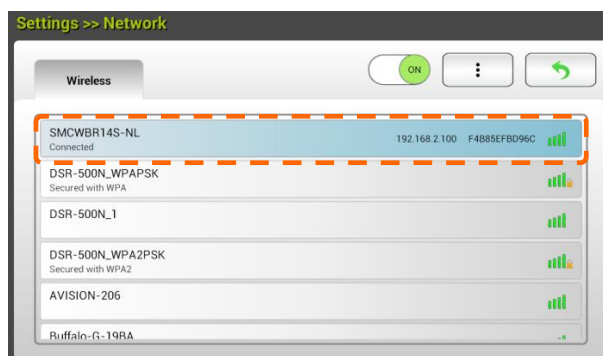 Settings >> Network
ON
Wireless
SMCWBR14S-NL
192.168.2.100 F4B85EFBD96C
Connected
DSR-500N_WPAPSK
Secured with WPA
DSR-500N_1
DSR-500N_WPA2PSK
Secured with WPA2
AVISION-206
Buffalo-G-19BA